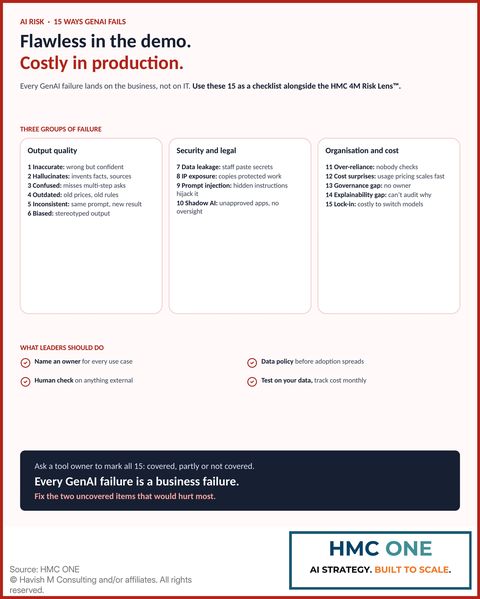 AI RISK · 15 WAYS GENAI FAILS
Flawless in the demo.
Costly in production.
Every GenAI failure lands on the business, not on IT. Use these 15 as a checklist alongside the HMC 4M Risk Lens™.
THREE GROUPS OF FAILURE
Output quality
1 Inaccurate: wrong but confident
2 Hallucinates: invents facts, sources
3 Confused: misses multi-step asks
4 Outdated: old prices, old rules
5 Inconsistent: same prompt, new result
6 Biased: stereotyped output
Security and legal
7 Data leakage: staff paste secrets
8 IP exposure: copies protected work
9 Prompt injection: hidden instructions
hijack it
10 Shadow AI: unapproved apps, no
oversight
Organisation and cost
11 Over-reliance: nobody checks
12 Cost surprises: usage pricing scales fast
13 Governance gap: no owner
14 Explainability gap: can't audit why
15 Lock-in: costly to switch models
WHAT LEADERS SHOULD DO
Name an owner for every use case
Data policy before adoption spreads
Human check on anything external
Test on your data, track cost monthly
Ask a tool owner to mark all 15: covered, partly or not covered.
Every GenAI failure is a business failure.
Fix the two uncovered items that would hurt most.
HMC ONE
AI STRATEGY. BUILT TO SCALE.
Source: HMC ONE
© Havish M Consulting and/or affiliates. All rights
reserved.